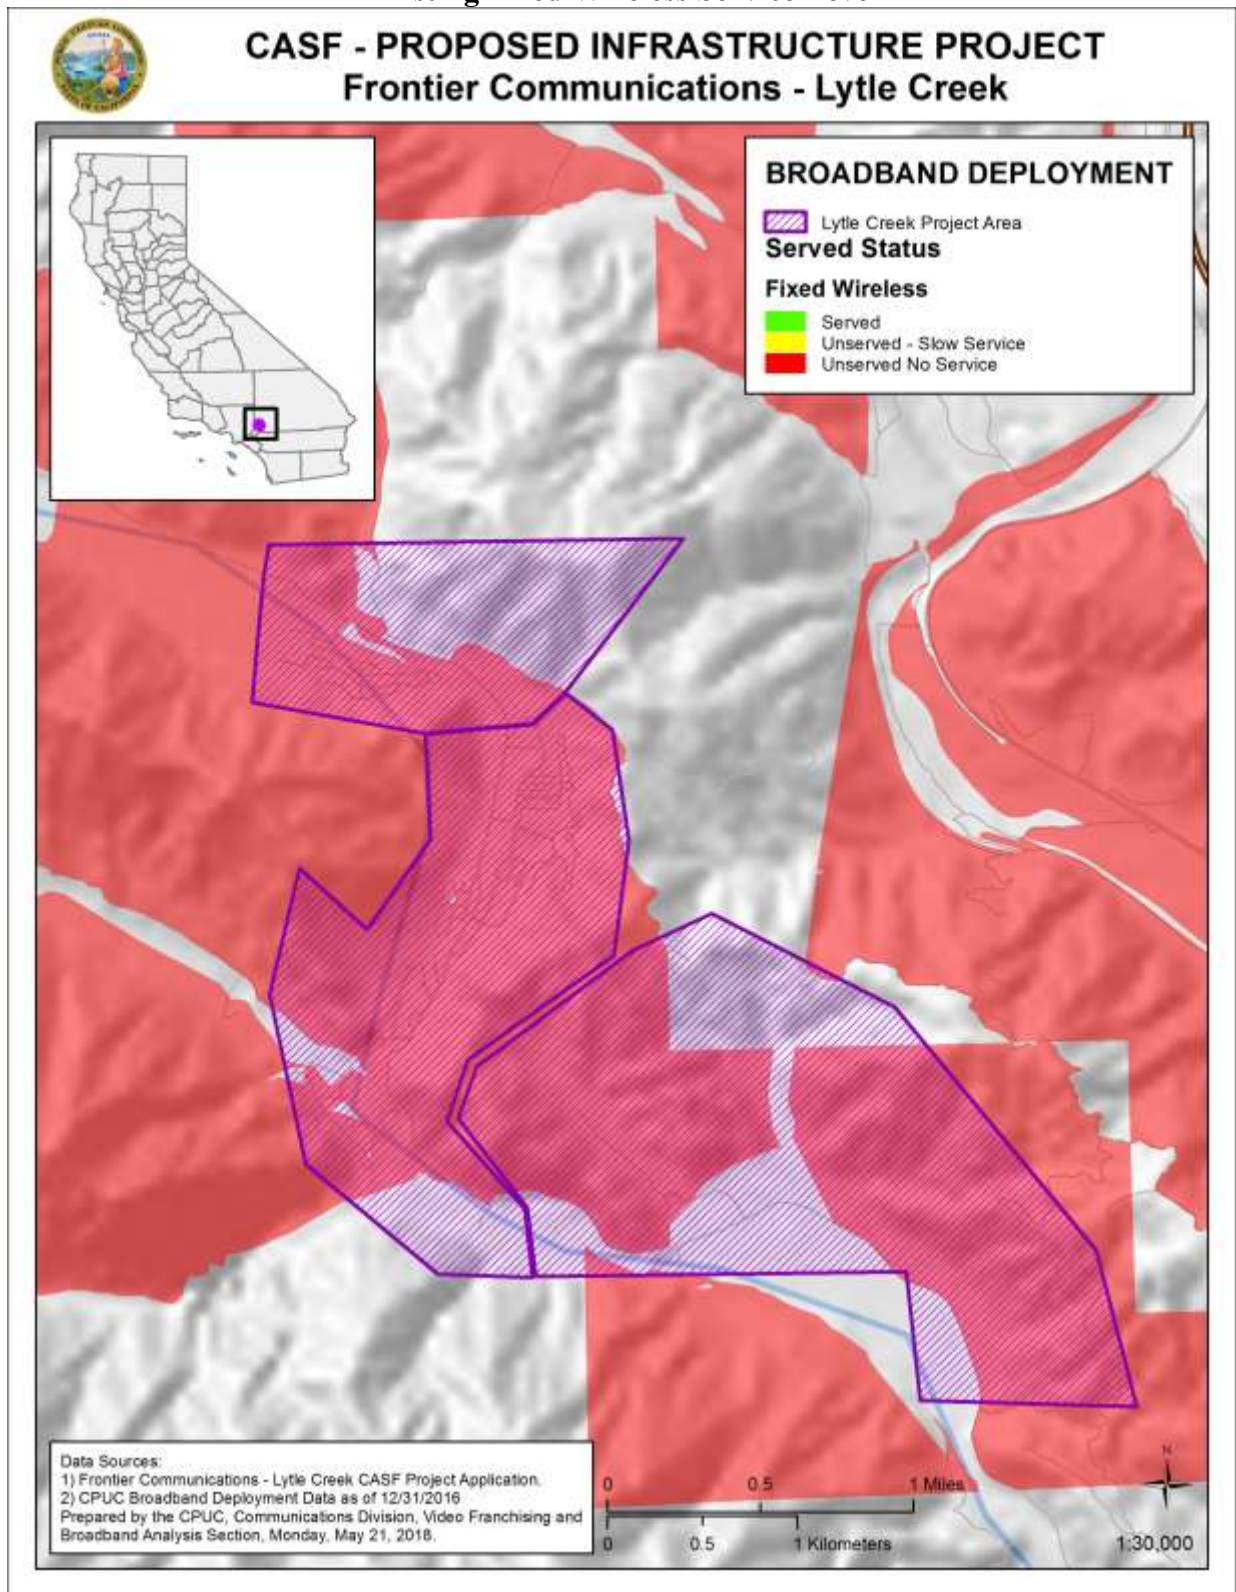 CASF - PROPOSED INFRASTRUCTURE PROJECT
Frontier Communications - Lytle Creek
BROADBAND DEPLOYMENT
Lytle Creek Project Area
Served Status
Fixed Wireless
Served
Unserved - Slow Service
Unserved No Service
Data Sources:
1) Frontier Communications - Lytle Creek CASF Project Application.
2) CPUC Broadband Deployment Data as of 12/31/2016
Prepared by the CPUC, Communications Division, Video Franchising and
Broadband Analysis Section, Monday, May 21, 2018.
0 0.5 1 Miles
0 0.5 1 Kilometers
N
1:30,000